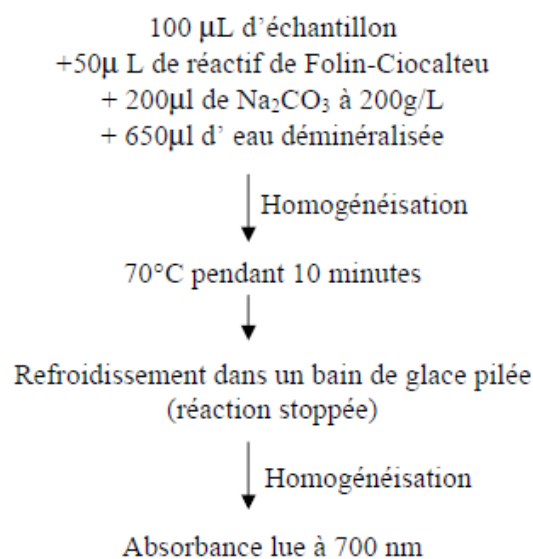 100 µL d'échantillon
+50µ L de réactif de Folin-Ciocalteu
+ 200µl de Na₂CO₃ à 200g/L
+ 650µl d' eau déminéralisée
Homogénéisation
70°C pendant 10 minutes
Refroidissement dans un bain de glace pilée
(réaction stoppée)
Homogénéisation
Absorbance lue à 700 nm